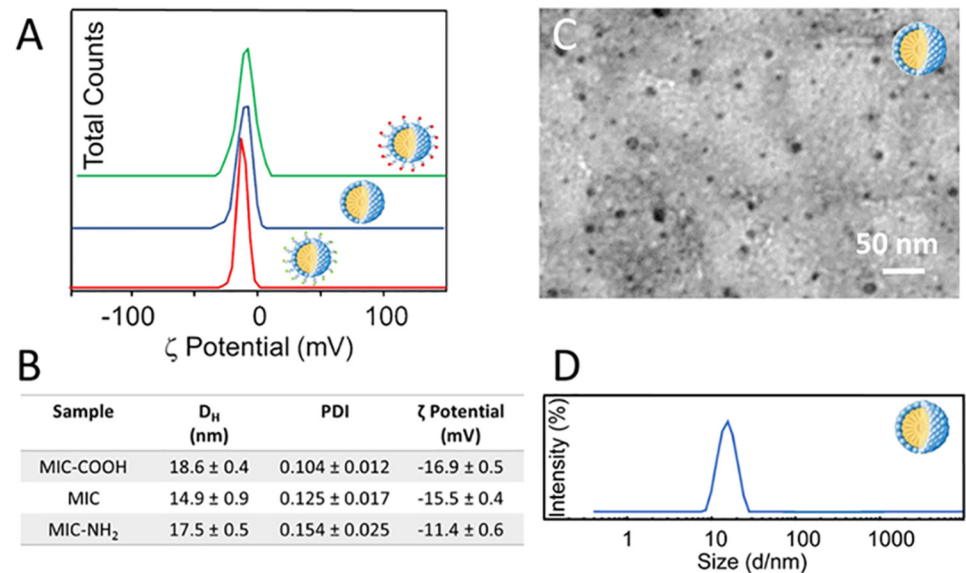 A
Total Counts
-100 0 100
ζ Potential (mV)
C
50 nm
B
Sample D_H (nm) PDI ζ Potential (mV)
MIC-COOH 18.6 ± 0.4 0.104 ± 0.012 -16.9 ± 0.5
MIC 14.9 ± 0.9 0.125 ± 0.017 -15.5 ± 0.4
MIC-NH₂ 17.5 ± 0.5 0.154 ± 0.025 -11.4 ± 0.6
D
Intensity (%)
1 10 100 1000
Size (d/nm)